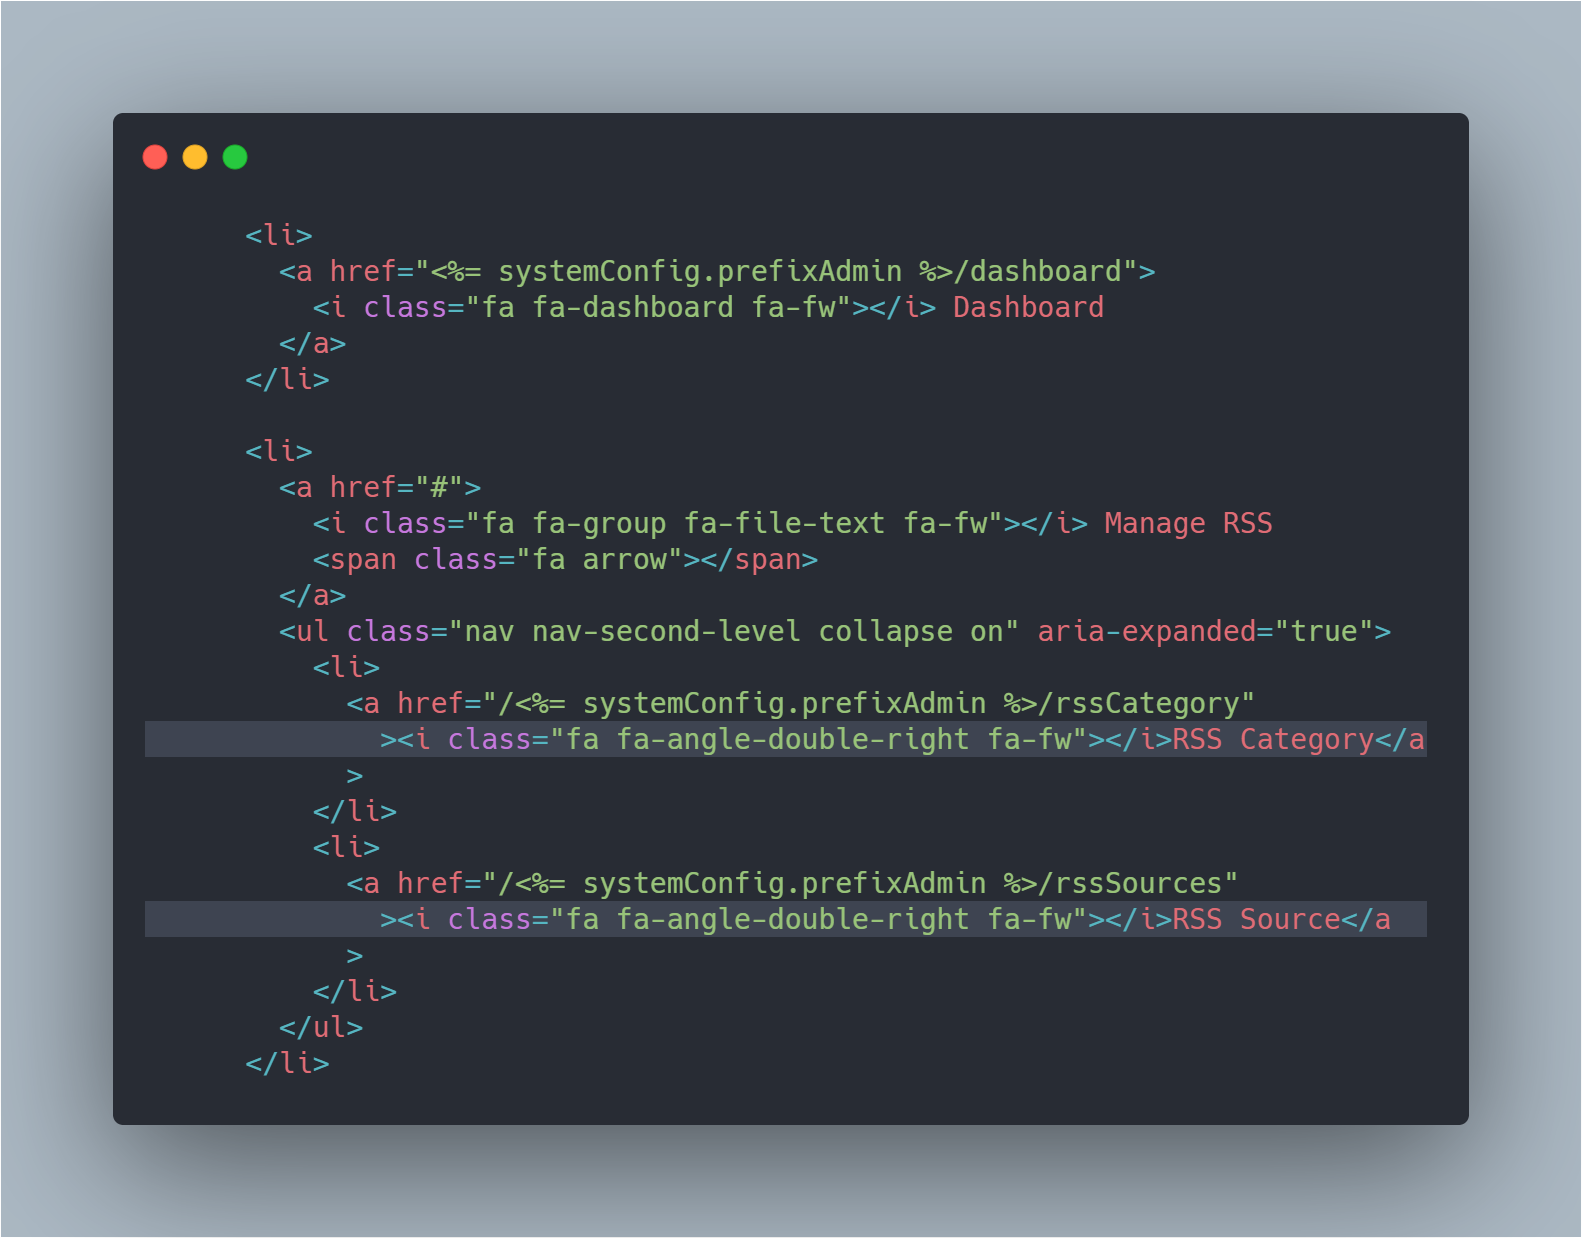 <li>
<a href="<%= systemConfig.prefixAdmin %>/dashboard">
<i class="fa fa-dashboard fa-fw"></i> Dashboard
</a>
</li>
<li>
<a href="#">
<i class="fa fa-group fa-file-text fa-fw"></i> Manage RSS
<span class="fa arrow"></span>
</a>
<ul class="nav nav-second-level collapse on" aria-expanded="true">
<li>
<a href="/<%= systemConfig.prefixAdmin %>/rssCategory"
><i class="fa fa-angle-double-right fa-fw"></i>RSS Category</a
>
</li>
<li>
<a href="/<%= systemConfig.prefixAdmin %>/rssSources"
><i class="fa fa-angle-double-right fa-fw"></i>RSS Source</a
>
</li>
</ul>
</li>